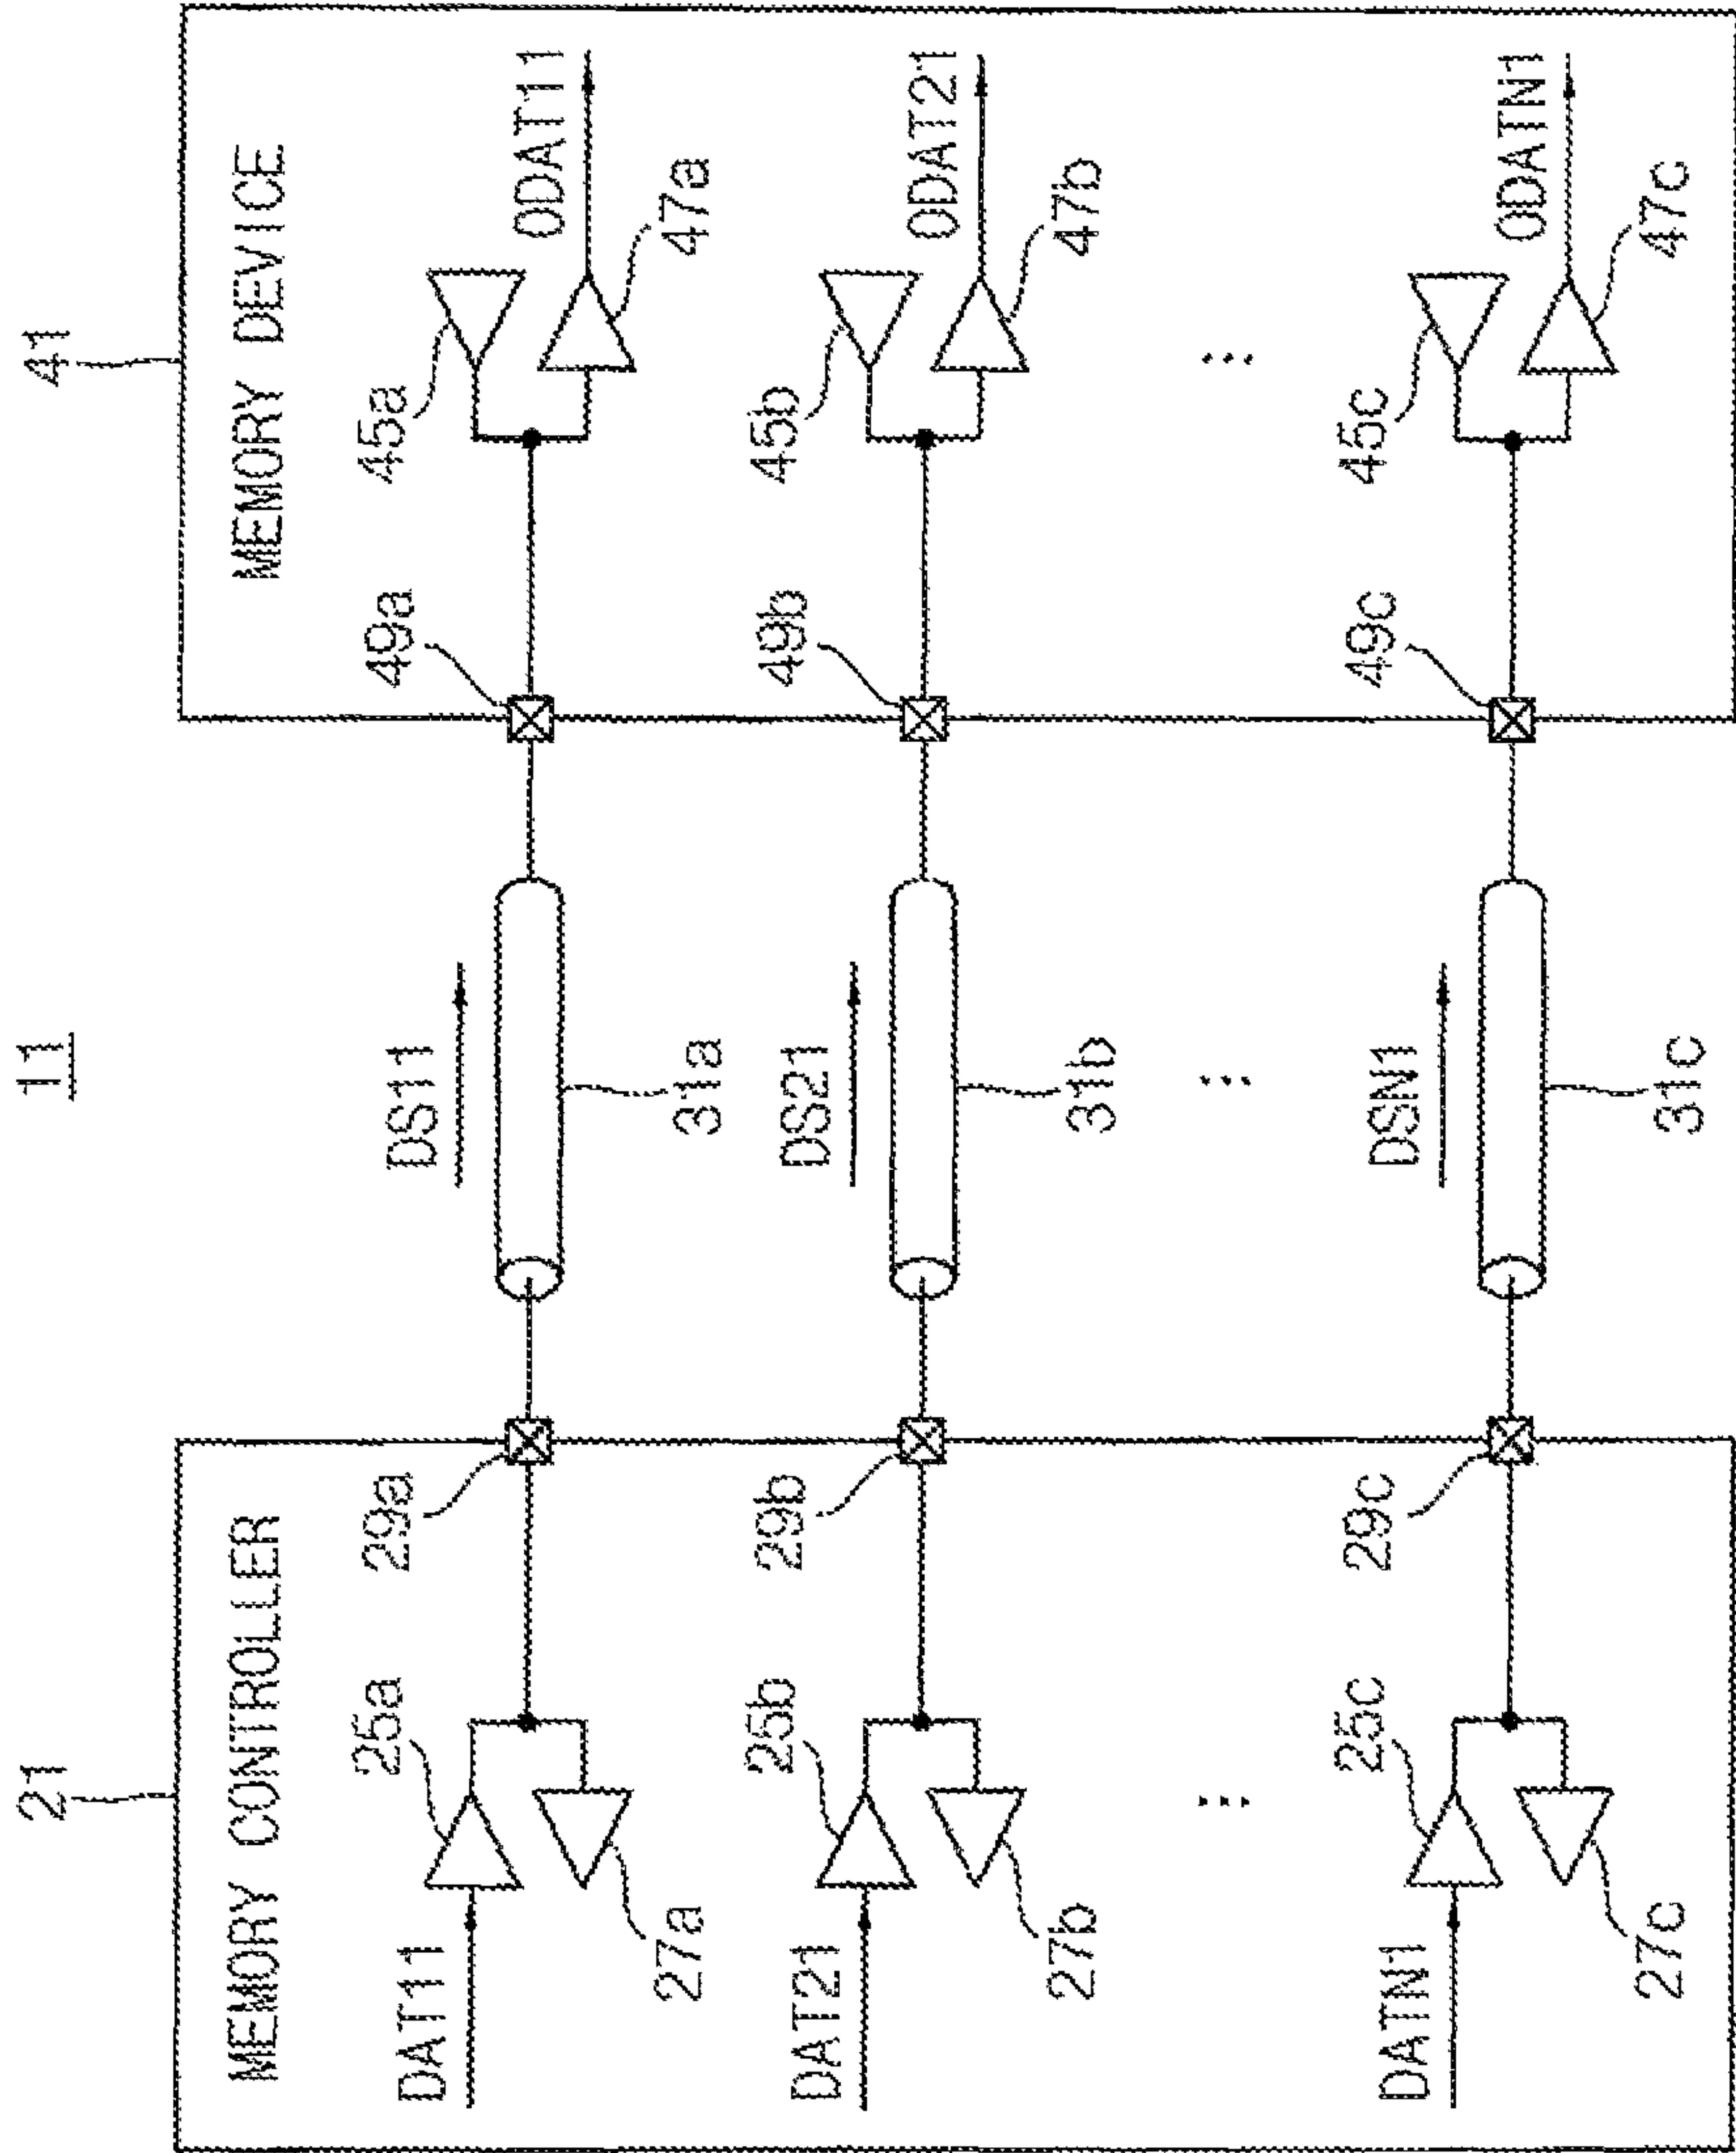 11
21
MEMORY CONTROLLER
41
MEMORY DEVICE
DAT11
25a
27a
29a
DS11
31a
49a
45a
47a
ODAT11
DAT21
25b
27b
29b
DS21
31b
49b
45b
47b
ODAT21
DATN1
25c
27c
29c
DSN1
31c
49c
45c
47c
ODATN1